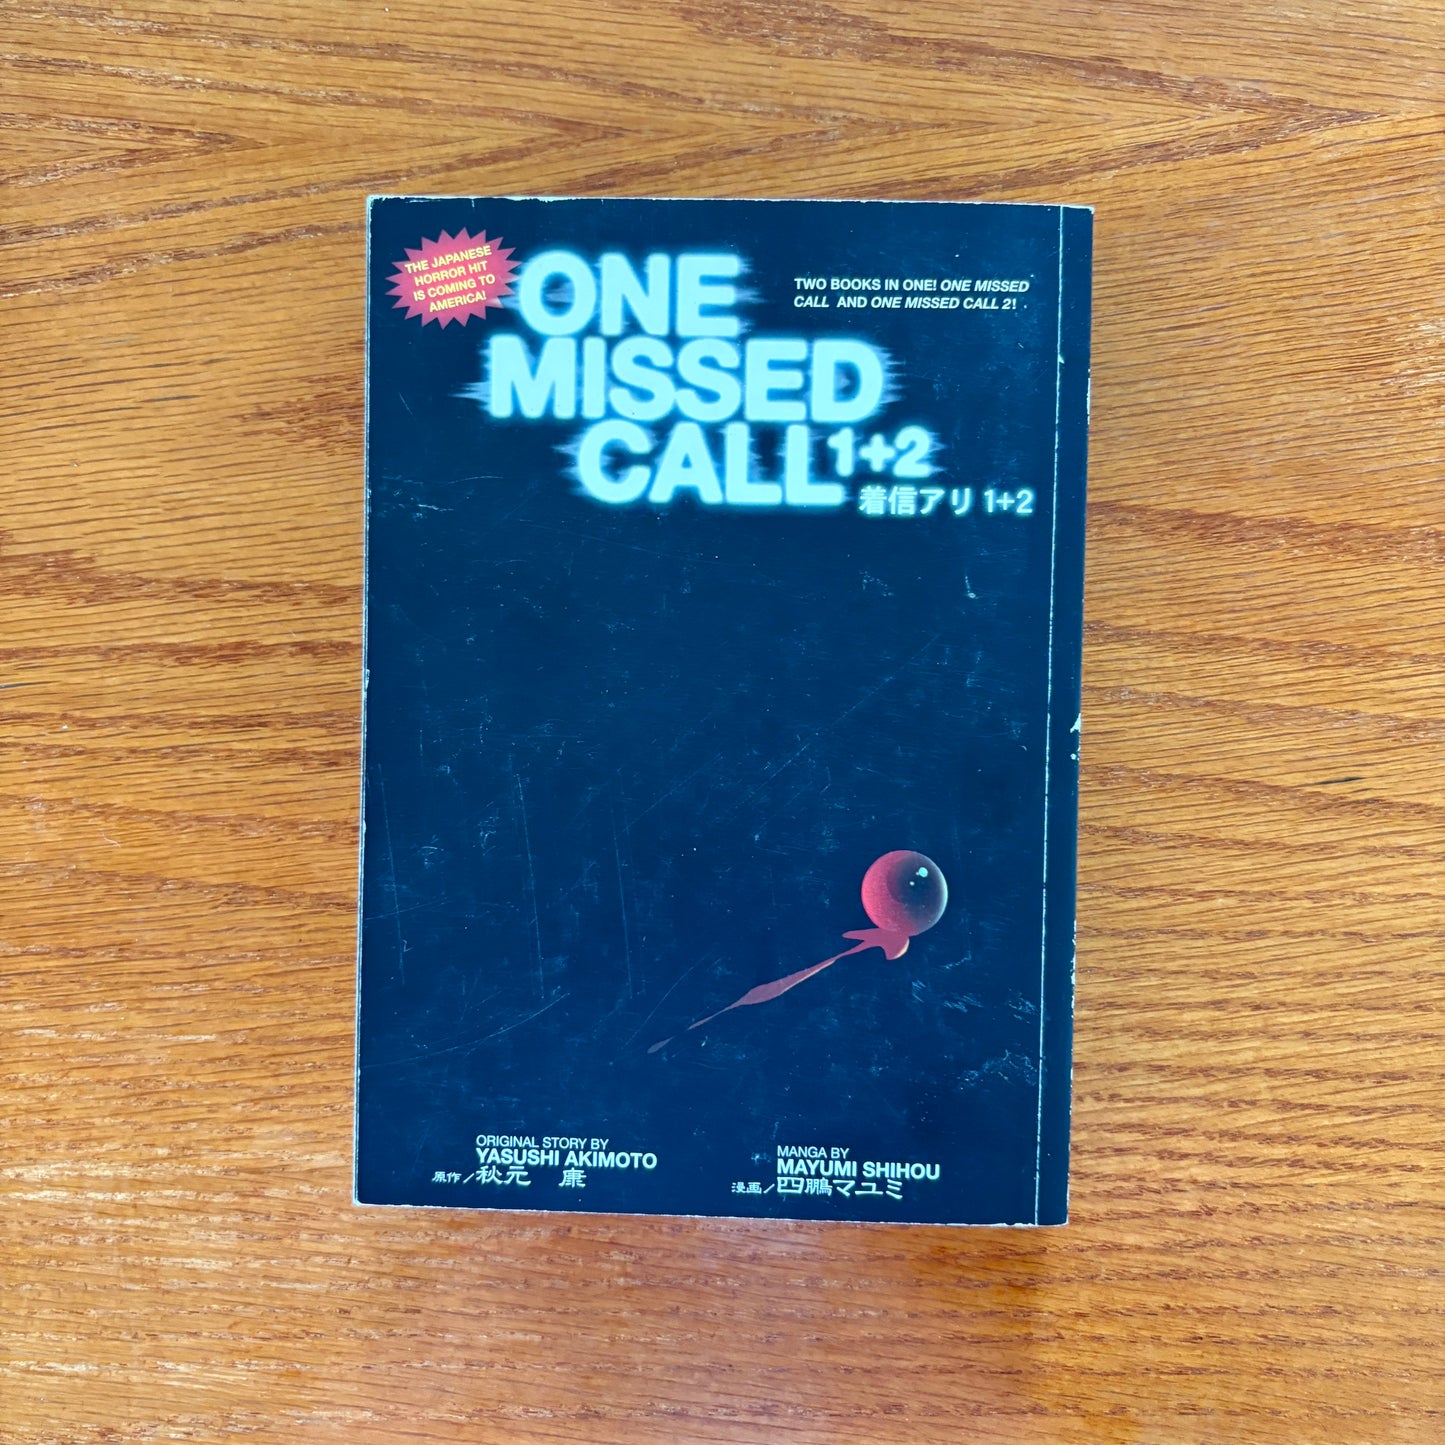 THE JAPANESE
HORROR HIT
IS COMING TO
AMERICA!
ONE
MISSED
CALL 1+2
着信アリ 1+2
TWO BOOKS IN ONE! ONE MISSED
CALL AND ONE MISSED CALL 2!
ORIGINAL STORY BY
YASUSHI AKIMOTO
原作／秋元 康
MANGA BY
MAYUMI SHIHOU
漫画／四鵬マユミ